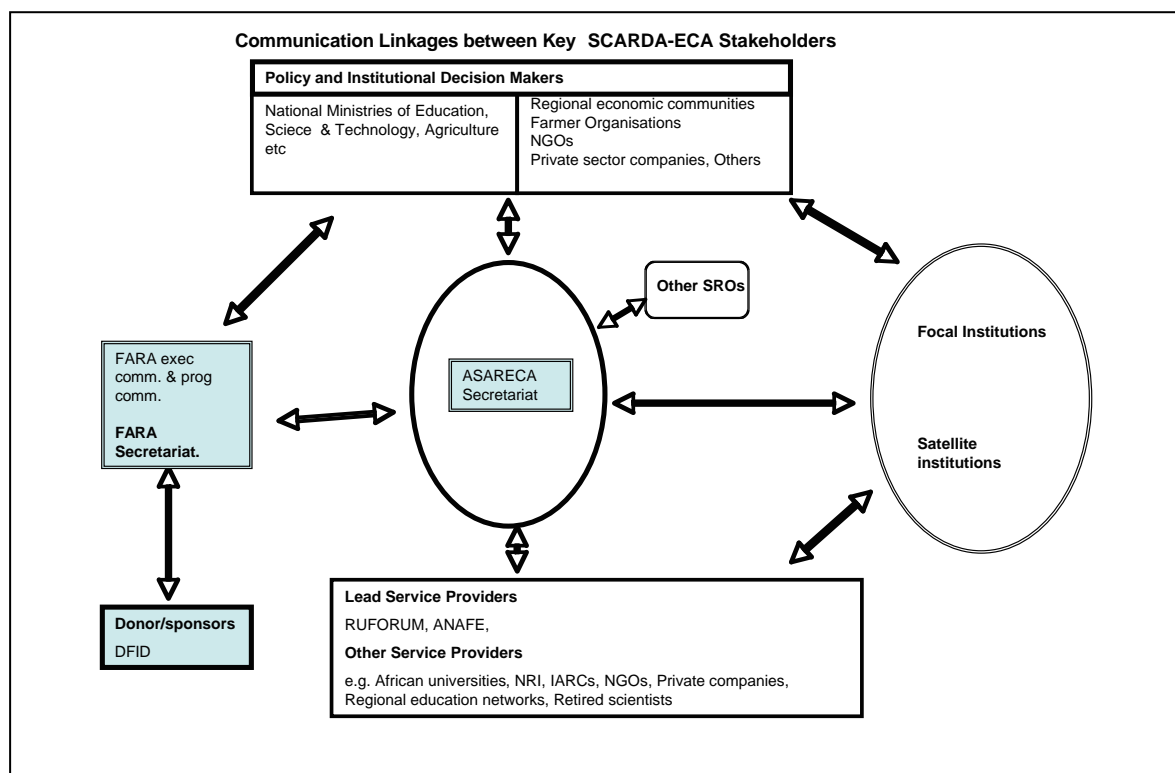 Communication Linkages between Key SCARDA-ECA Stakeholders
Policy and Institutional Decision Makers
National Ministries of Education,
Sciece & Technology, Agriculture
etc
Regional economic communities
Farmer Organisations
NGOs
Private sector companies, Others
Other SROs
FARA exec
comm. & prog
comm.
FARA
Secretariat.
ASARECA
Secretariat
Focal Institutions
Satellite
institutions
Donor/sponsors
DFID
Lead Service Providers
RUFORUM, ANAFE,
Other Service Providers
e.g. African universities, NRI, IARCs, NGOs, Private companies,
Regional education networks, Retired scientists